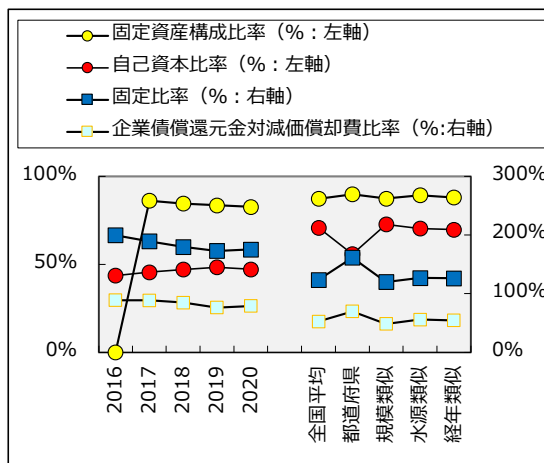 固定資産構成比率（%：左軸）
自己資本比率（%：左軸）
固定比率（%：右軸）
企業債償還元金対減価償却費比率（%:右軸）
100% 300%
200%
50%
100%
0% 0%
2016 2017 2018 2019 2020 全国平均 都道府県 規模類似 水源類似 経年類似